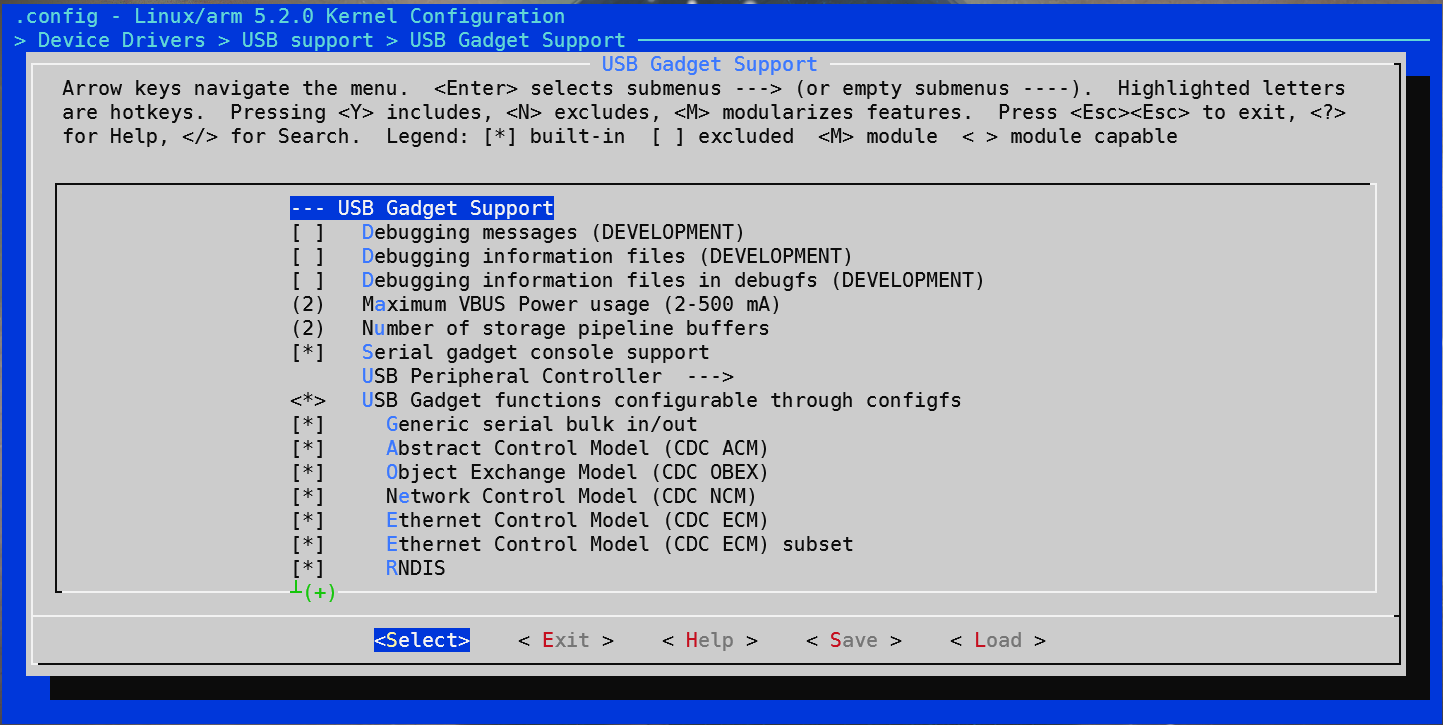 .config - Linux/arm 5.2.0 Kernel Configuration
> Device Drivers > USB support > USB Gadget Support
USB Gadget Support
Arrow keys navigate the menu.  <Enter> selects submenus ---> (or empty submenus ----).  Highlighted letters
are hotkeys.  Pressing <Y> includes, <N> excludes, <M> modularizes features.  Press <Esc><Esc> to exit, <?>
for Help, </> for Search.  Legend: [*] built-in  [ ] excluded  <M> module  < > module capable
--- USB Gadget Support
[ ]   Debugging messages (DEVELOPMENT)
[ ]   Debugging information files (DEVELOPMENT)
[ ]   Debugging information files in debugfs (DEVELOPMENT)
(2)   Maximum VBUS Power usage (2-500 mA)
(2)   Number of storage pipeline buffers
[*]   Serial gadget console support
      USB Peripheral Controller  --->
<*>   USB Gadget functions configurable through configfs
[*]     Generic serial bulk in/out
[*]     Abstract Control Model (CDC ACM)
[*]     Object Exchange Model (CDC OBEX)
[*]     Network Control Model (CDC NCM)
[*]     Ethernet Control Model (CDC ECM)
[*]     Ethernet Control Model (CDC ECM) subset
[*]     RNDIS
┴(+)
<Select>    < Exit >    < Help >    < Save >    < Load >